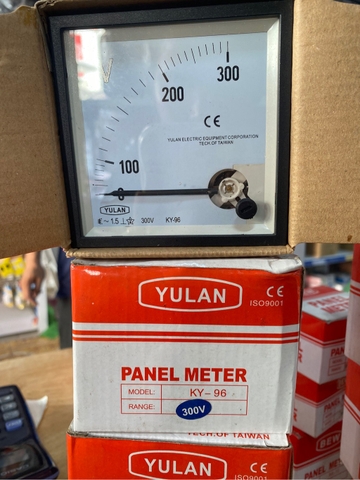 V
300
200
100
0
CE
YULAN ELECTRIC EQUIPMENT CORPORATION
TECH.OF TAIWAN
YULAN
~1.5 300V KY-96
YULAN CE
ISO9001
PANEL METER
MODEL: KY-96
RANGE: 300V
TECH.OF TAIWAN
YULAN CE
ISO9001